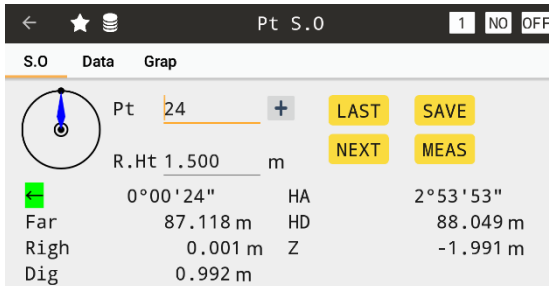 Pt S.O 1 NO OFF
S.O Data Grap
Pt 24 + LAST SAVE
R.Ht 1.500 m NEXT MEAS
← 0°00'24" HA 2°53'53"
Far 87.118 m HD 88.049 m
Righ 0.001 m Z -1.991 m
Dig 0.992 m